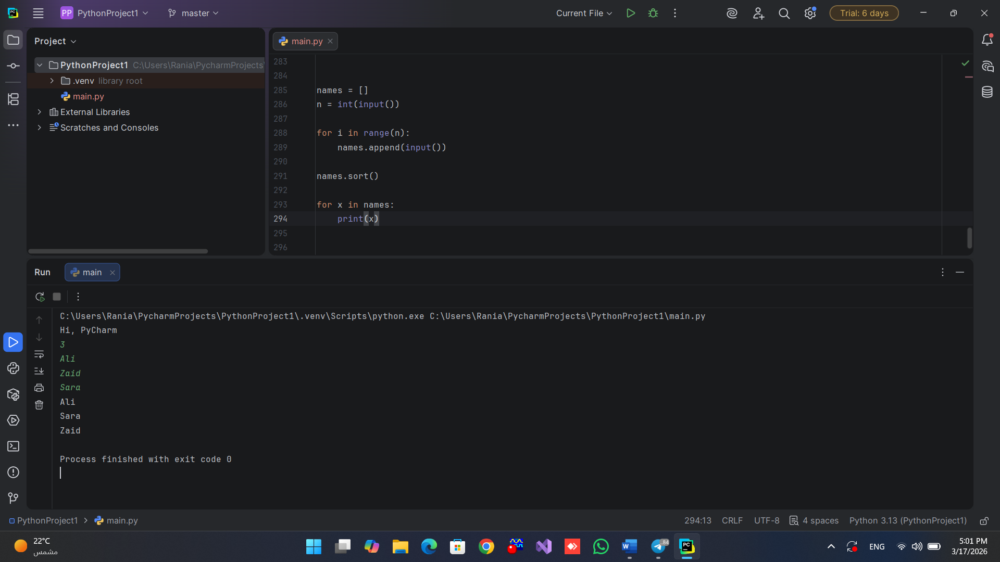 PP PythonProject1 master Current File Trial: 6 days
Project
main.py
PythonProject1 C:\Users\Rania\PycharmProjects\
.venv library root
main.py
External Libraries
Scratches and Consoles
283
284
285 names = []
286 n = int(input())
287
288 for i in range(n):
289 names.append(input())
290
291 names.sort()
292
293 for x in names:
294 print(x)
295
296
Run main
C:\Users\Rania\PycharmProjects\PythonProject1\.venv\Scripts\python.exe C:\Users\Rania\PycharmProjects\PythonProject1\main.py
Hi, PyCharm
3
Ali
Zaid
Sara
Ali
Sara
Zaid
Process finished with exit code 0
PythonProject1 main.py 294:13 CRLF UTF-8 4 spaces Python 3.13 (PythonProject1)
22°C
مشمس
84
ENG
5:01 PM
3/17/2026